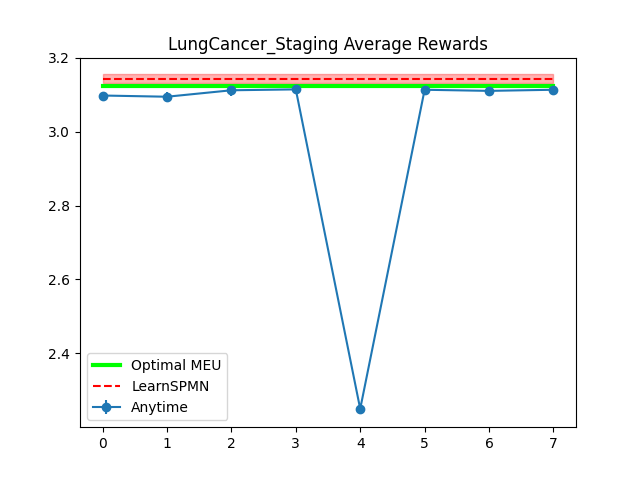 LungCancer_Staging Average Rewards
3.2
3.0
2.8
2.6
2.4
Optimal MEU
LearnSPMN
Anytime
0 1 2 3 4 5 6 7